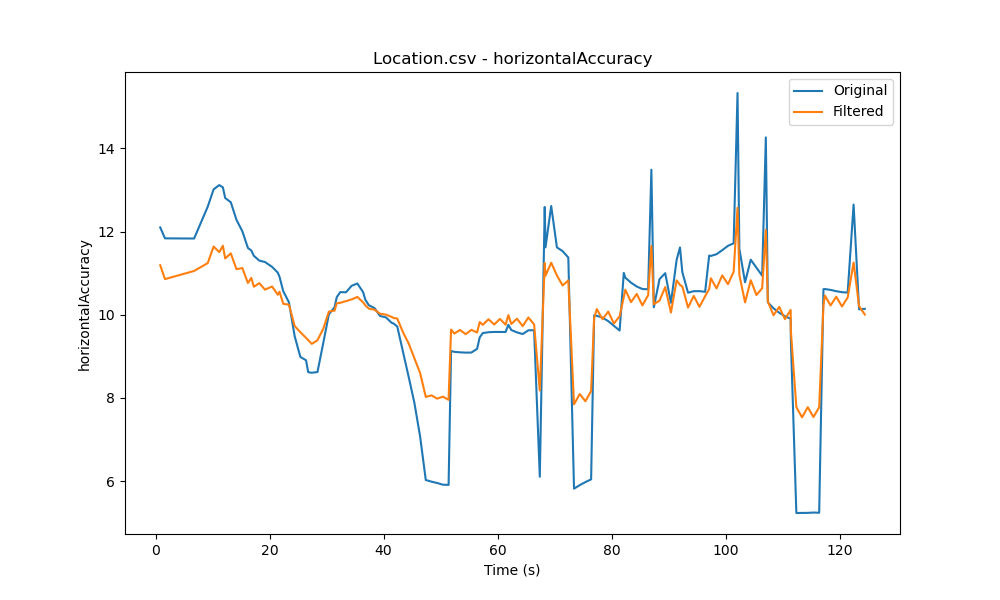 Location.csv - horizontalAccuracy
Original
Filtered
horizontalAccuracy
14
12
10
8
6
0 20 40 60 80 100 120
Time (s)